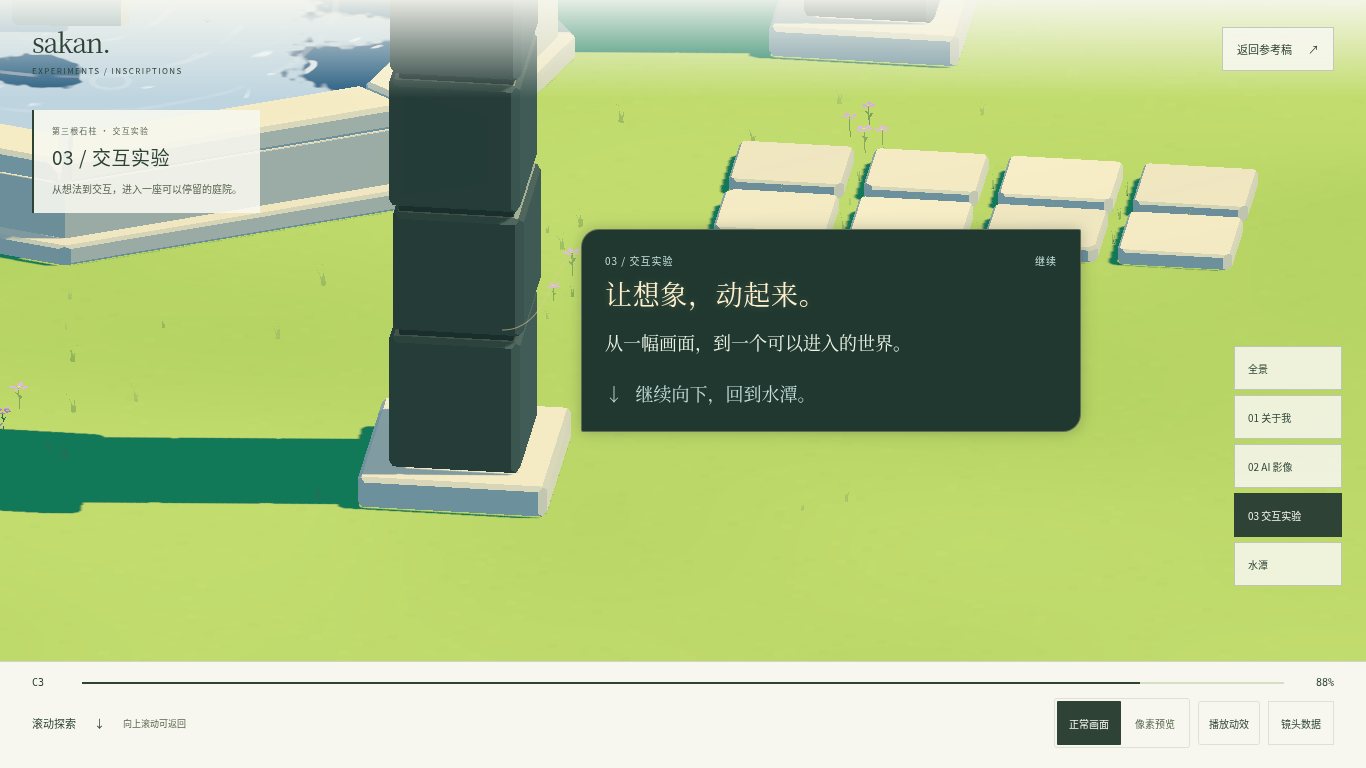 sakan.
EXPERIMENTS / INSCRIPTIONS
返回参考稿 ↗
第三根石柱 · 交互实验
03 / 交互实验
从想法到交互，进入一座可以停留的庭院。
03 / 交互实验
继续
让想象，动起来。
从一幅画面，到一个可以进入的世界。
↓ 继续向下，回到水潭。
全景
01 关于我
02 AI 影像
03 交互实验
水潭
C3
88%
滚动探索 ↓ 向上滚动可返回
正常画面
像素预览
播放动效
镜头数据